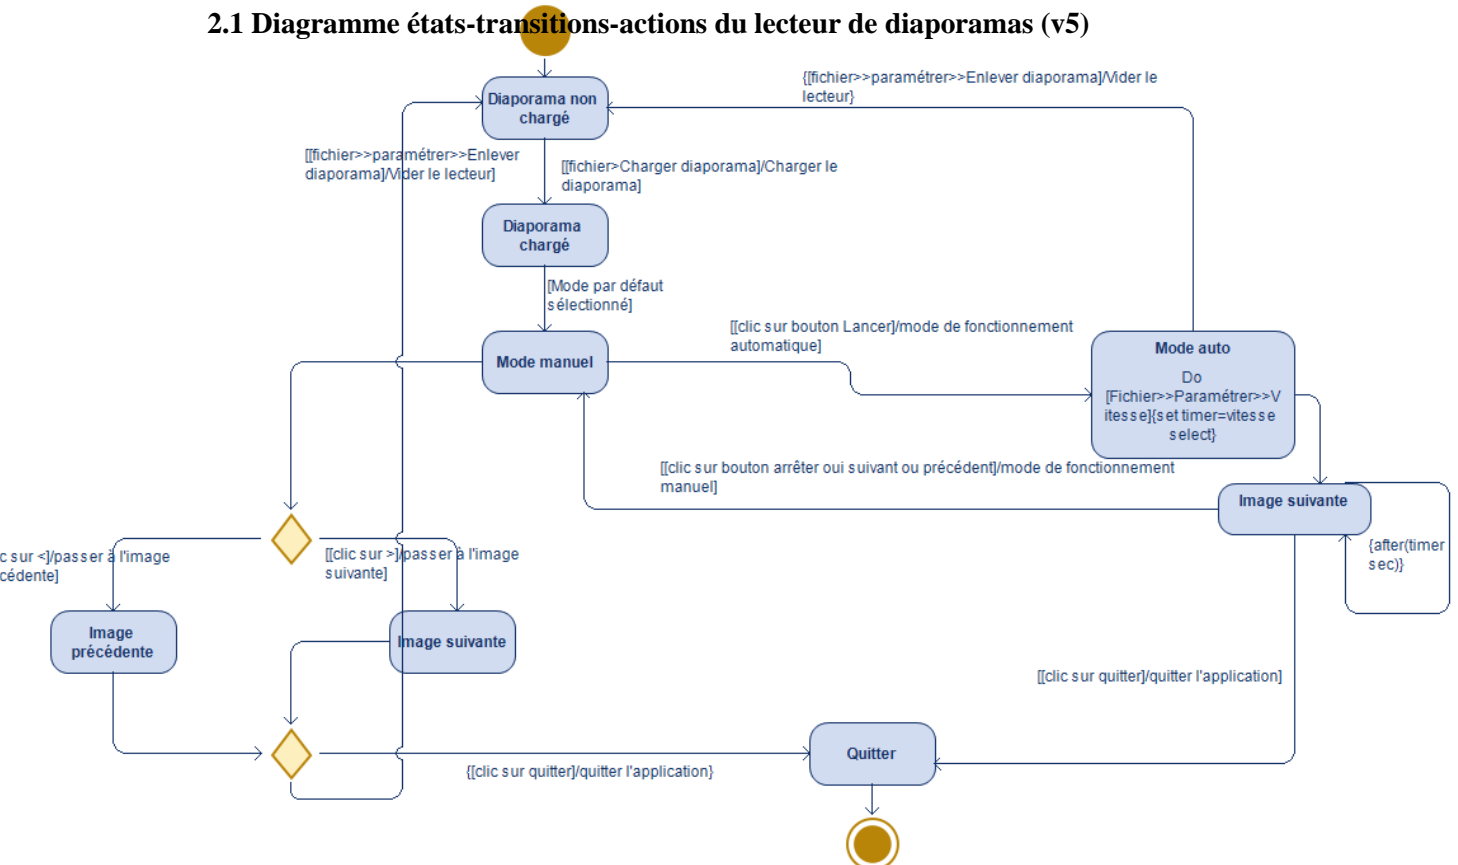 2.1 Diagramme états-transitions-actions du lecteur de diaporamas (v5)
{[fichier>>paramétrer>>Enlever diaporama]/Vider le
lecteur}
Diaporama non
chargé
[[fichier>>paramétrer>>Enlever
diaporama]/Vider le lecteur]
[[fichier>Charger diaporama]/Charger le
diaporama]
Diaporama
chargé
[Mode par défaut
sélectionné]
[[clic sur bouton Lancer]/mode de fonctionnement
automatique]
Mode manuel
Mode auto
Do
[Fichier>>Paramétrer>>V
itesse]{set timer=vitesse
select}
[[clic sur bouton arrêter oui suivant ou précédent]/mode de fonctionnement
manuel]
Image suivante
{after(timer
sec)}
c sur <]/passer à l'image
cédente]
[[clic sur >]/passer à l'image
suivante]
Image
précédente
Image suivante
[[clic sur quitter]/quitter l'application]
Quitter
{[clic sur quitter]/quitter l'application}